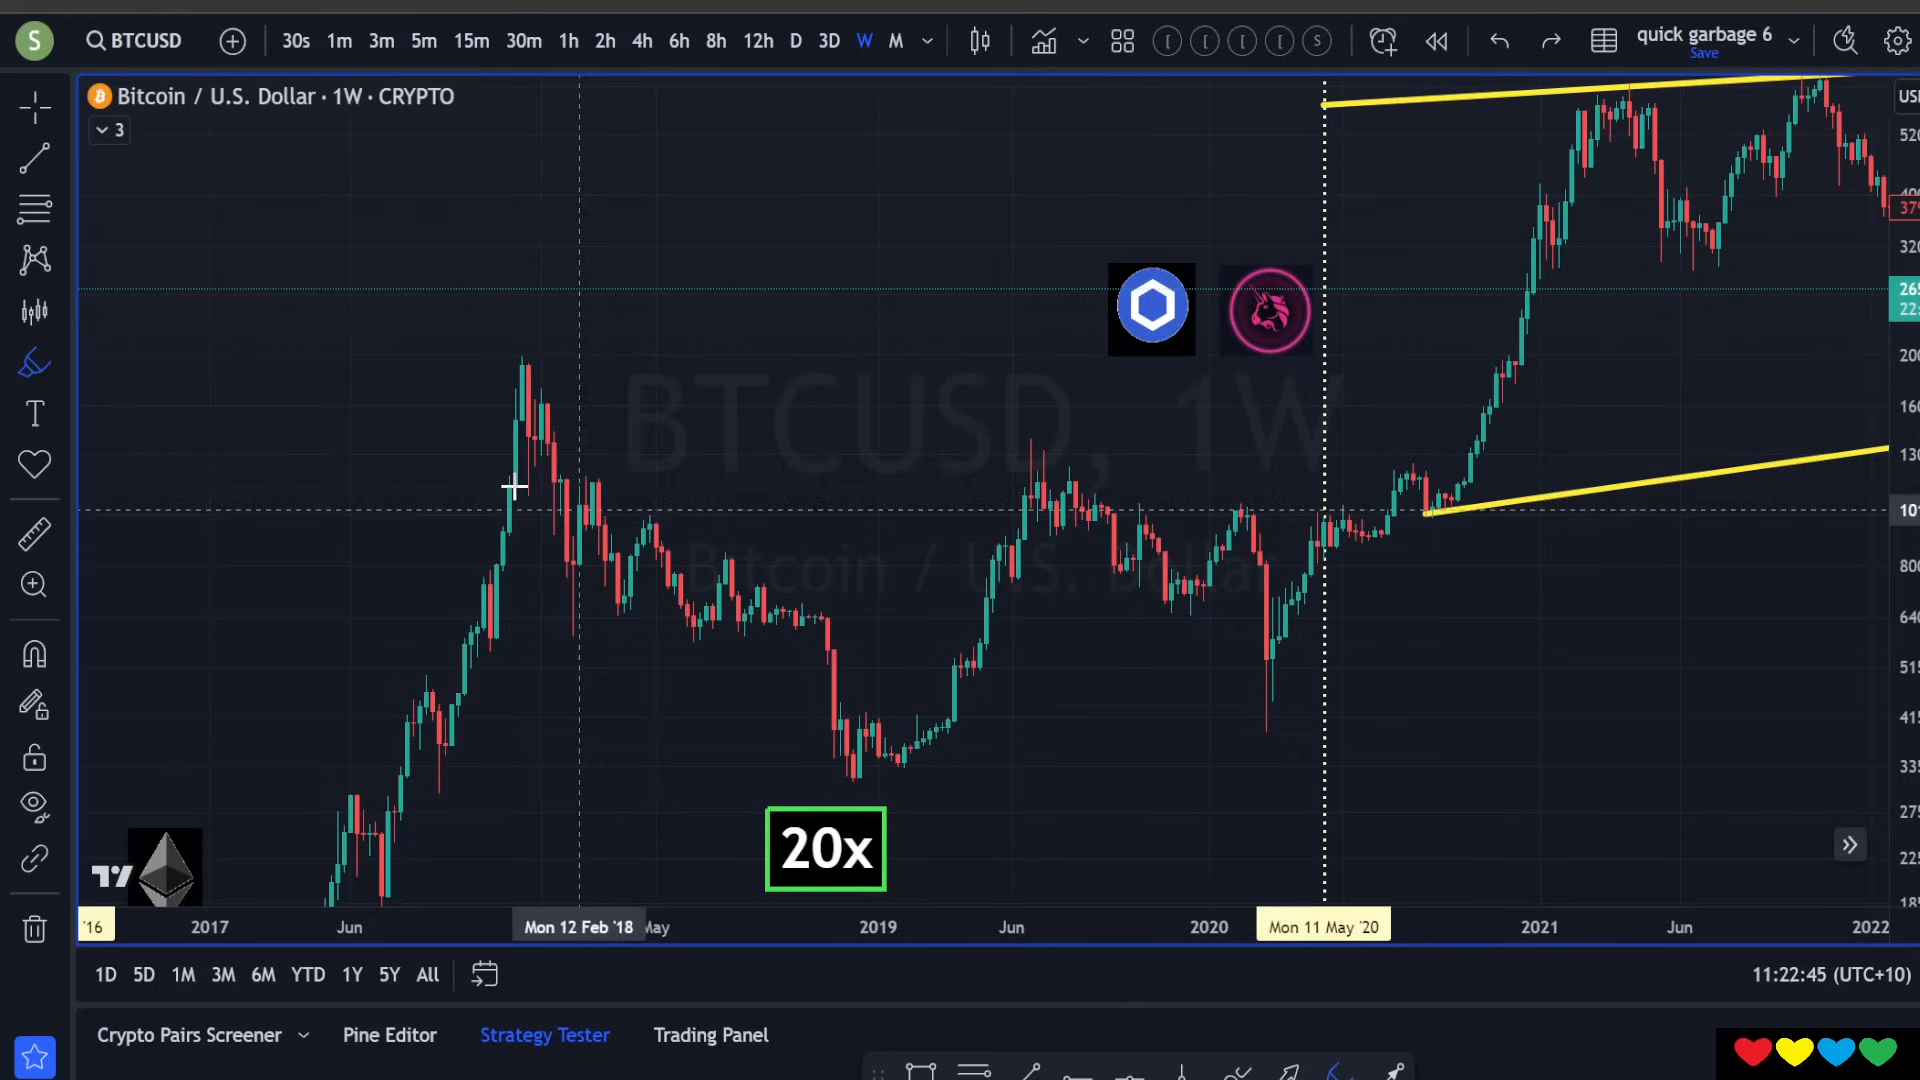 S BTCUSD 30s 1m 3m 5m 15m 30m 1h 2h 4h 6h 8h 12h D 3D W M S quick garbage 6
Save
Bitcoin / U.S. Dollar · 1W · CRYPTO
3
BTCUSD, 1W
Bitcoin / U.S. Dollar
20x
'16 2017 Jun Mon 12 Feb '18 May 2019 Jun 2020 Mon 11 May '20 2021 Jun 2022
1D 5D 1M 3M 6M YTD 1Y 5Y All 11:22:45 (UTC+10)
Crypto Pairs Screener Pine Editor Strategy Tester Trading Panel